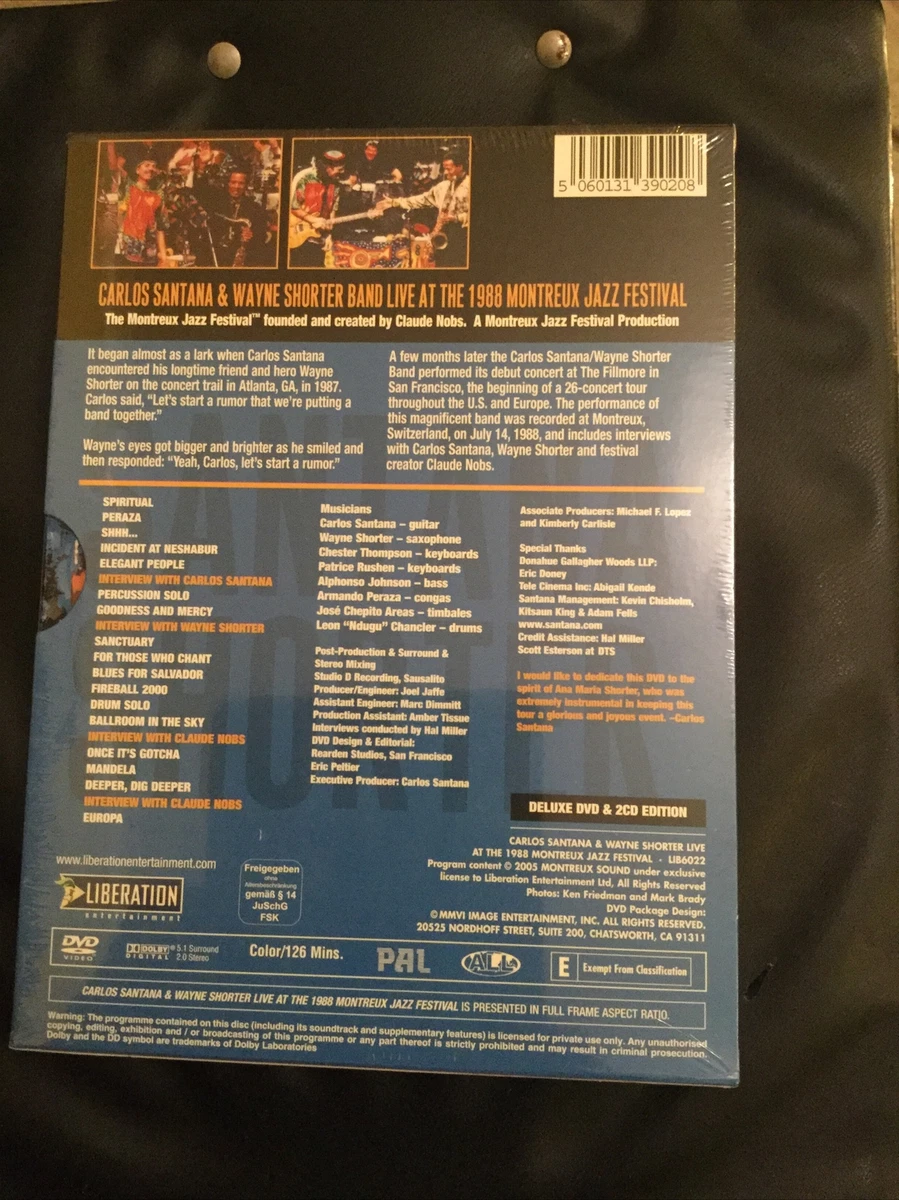 5 060131 390208
CARLOS SANTANA & WAYNE SHORTER BAND LIVE AT THE 1988 MONTREUX JAZZ FESTIVAL
The Montreux Jazz Festival™ founded and created by Claude Nobs. A Montreux Jazz Festival Production
It began almost as a lark when Carlos Santana
encountered his longtime friend and hero Wayne
Shorter on the concert trail in Atlanta, GA, in 1987.
Carlos said, “Let's start a rumor that we're putting a
band together.”
Wayne's eyes got bigger and brighter as he smiled and
then responded: “Yeah, Carlos, let's start a rumor.”
A few months later the Carlos Santana/Wayne Shorter
Band performed its debut concert at The Fillmore in
San Francisco, the beginning of a 26-concert tour
throughout the U.S. and Europe. The performance of
this magnificent band was recorded at Montreux,
Switzerland, on July 14, 1988, and includes interviews
with Carlos Santana, Wayne Shorter and festival
creator Claude Nobs.
SANTANA
SHORTER
SPIRITUAL
PERAZA
SHHH...
INCIDENT AT NESHABUR
ELEGANT PEOPLE
INTERVIEW WITH CARLOS SANTANA
PERCUSSION SOLO
GOODNESS AND MERCY
INTERVIEW WITH WAYNE SHORTER
SANCTUARY
FOR THOSE WHO CHANT
BLUES FOR SALVADOR
FIREBALL 2000
DRUM SOLO
BALLROOM IN THE SKY
INTERVIEW WITH CLAUDE NOBS
ONCE IT'S GOTCHA
MANDELA
DEEPER, DIG DEEPER
INTERVIEW WITH CLAUDE NOBS
EUROPA
Musicians
Carlos Santana – guitar
Wayne Shorter – saxophone
Chester Thompson – keyboards
Patrice Rushen – keyboards
Alphonso Johnson – bass
Armando Peraza – congas
José Chepito Areas – timbales
Leon “Ndugu” Chancler – drums
Post-Production & Surround &
Stereo Mixing
Studio D Recording, Sausalito
Producer/Engineer: Joel Jaffe
Assistant Engineer: Marc Dimmitt
Production Assistant: Amber Tissue
Interviews conducted by Hal Miller
DVD Design & Editorial:
Rearden Studios, San Francisco
Eric Peltier
Executive Producer: Carlos Santana
Associate Producers: Michael F. Lopez
and Kimberly Carlisle
Special Thanks
Donahue Gallagher Woods LLP:
Eric Doney
Tele Cinema Inc: Abigail Kende
Santana Management: Kevin Chisholm,
Kitsaun King & Adam Fells
www.santana.com
Credit Assistance: Hal Miller
Scott Esterson at DTS
I would like to dedicate this DVD to the
spirit of Ana Maria Shorter, who was
extremely instrumental in keeping this
tour a glorious and joyous event. –Carlos
Santana
DELUXE DVD & 2CD EDITION
CARLOS SANTANA & WAYNE SHORTER LIVE
AT THE 1988 MONTREUX JAZZ FESTIVAL - LIB6022
Program content © 2005 MONTREUX SOUND under exclusive
license to Liberation Entertainment Ltd, All Rights Reserved
Photos: Ken Friedman and Mark Brady
DVD Package Design:
©MMVI IMAGE ENTERTAINMENT, INC. ALL RIGHTS RESERVED.
20525 NORDHOFF STREET, SUITE 200, CHATSWORTH, CA 91311
www.liberationentertainment.com
LIBERATION
entertainment
Freigegeben
ohne
Altersbeschränkung
gemäß § 14
JuSchG
FSK
DVD
VIDEO
DOLBY
DIGITAL
5.1 Surround
2.0 Stereo
Color/126 Mins.
PAL
ALL
E Exempt From Classification
CARLOS SANTANA & WAYNE SHORTER LIVE AT THE 1988 MONTREUX JAZZ FESTIVAL IS PRESENTED IN FULL FRAME ASPECT RATIO.
Warning: The programme contained on this disc (including its soundtrack and supplementary features) is licensed for private use only. Any unauthorised
copying, editing, exhibition and / or broadcasting of this programme or any part thereof is strictly prohibited and may result in criminal prosecution.
Dolby and the DD symbol are trademarks of Dolby Laboratories